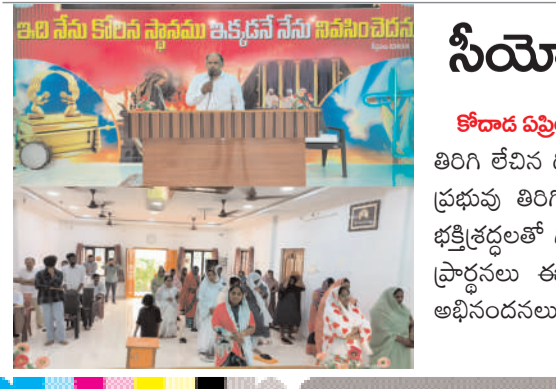 ఇది నేను కోరిన స్థానము ఇక్కడనే నేను నివసించెదను
సీయో
కోదాడ ఏప్రి
తిరిగి లేచిన
ప్రభువు తిరిగి
భక్తిశ్రద్ధలతో
ప్రార్థనలు ఈ
అభినందనలు